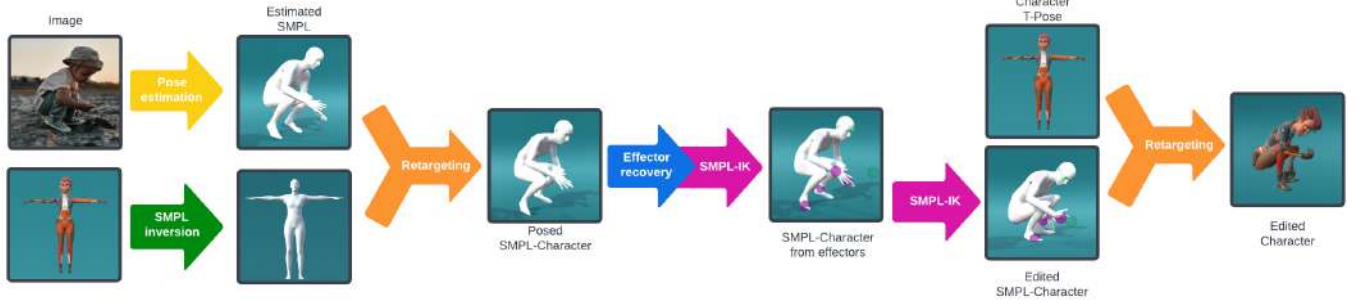 Image
Estimated
SMPL
Pose
estimation
SMPL
inversion
Retargeting
Posed
SMPL-Character
Effector
recovery
SMPL-IK
SMPL-Character
from effectors
SMPL-IK
Character
T-Pose
Edited
SMPL-Character
Retargeting
Edited
Character